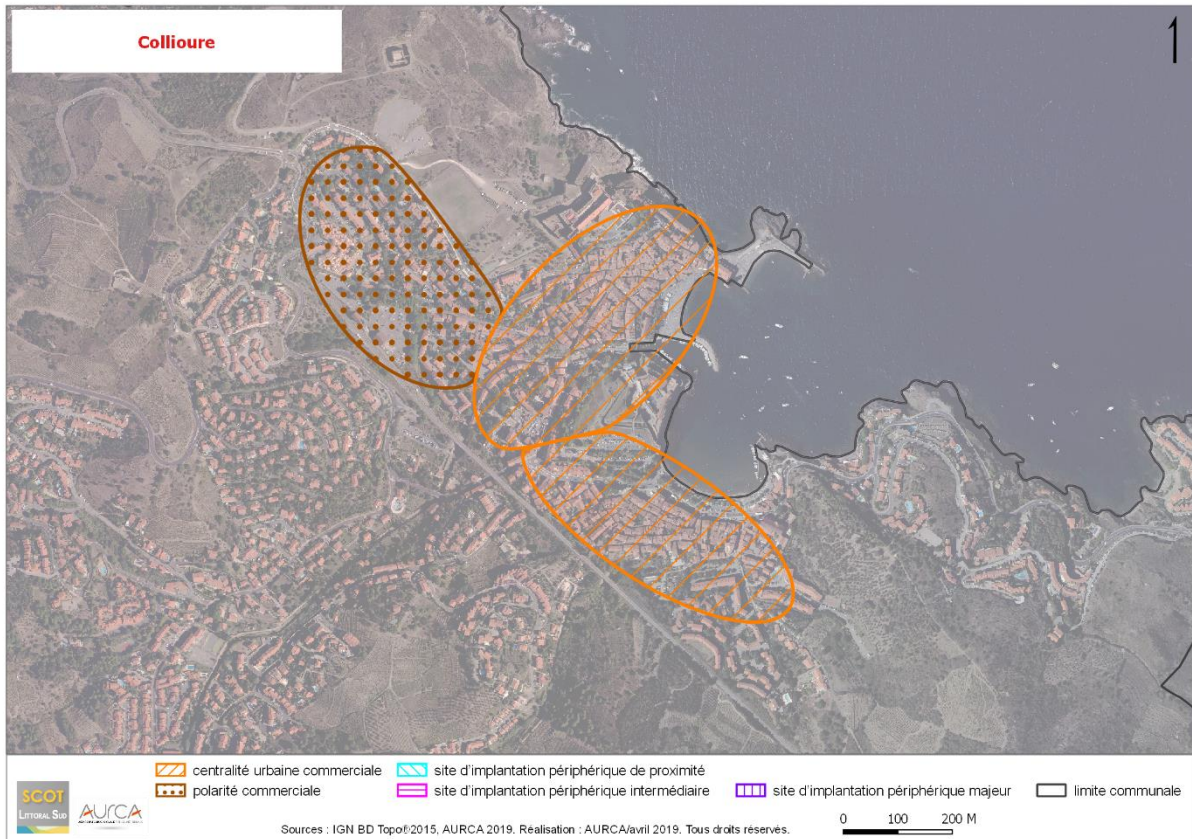 Collioure
centralité urbaine commerciale
site d'implantation périphérique de proximité
polarité commerciale
site d'implantation périphérique intermédiaire
site d'implantation périphérique majeur
limite communale
SCOT
LITTORAL SUD
AURCA
Sources : IGN BD Topo®2015, AURCA 2019. Réalisation : AURCA/avril 2019. Tous droits réservés.
0 100 200 M